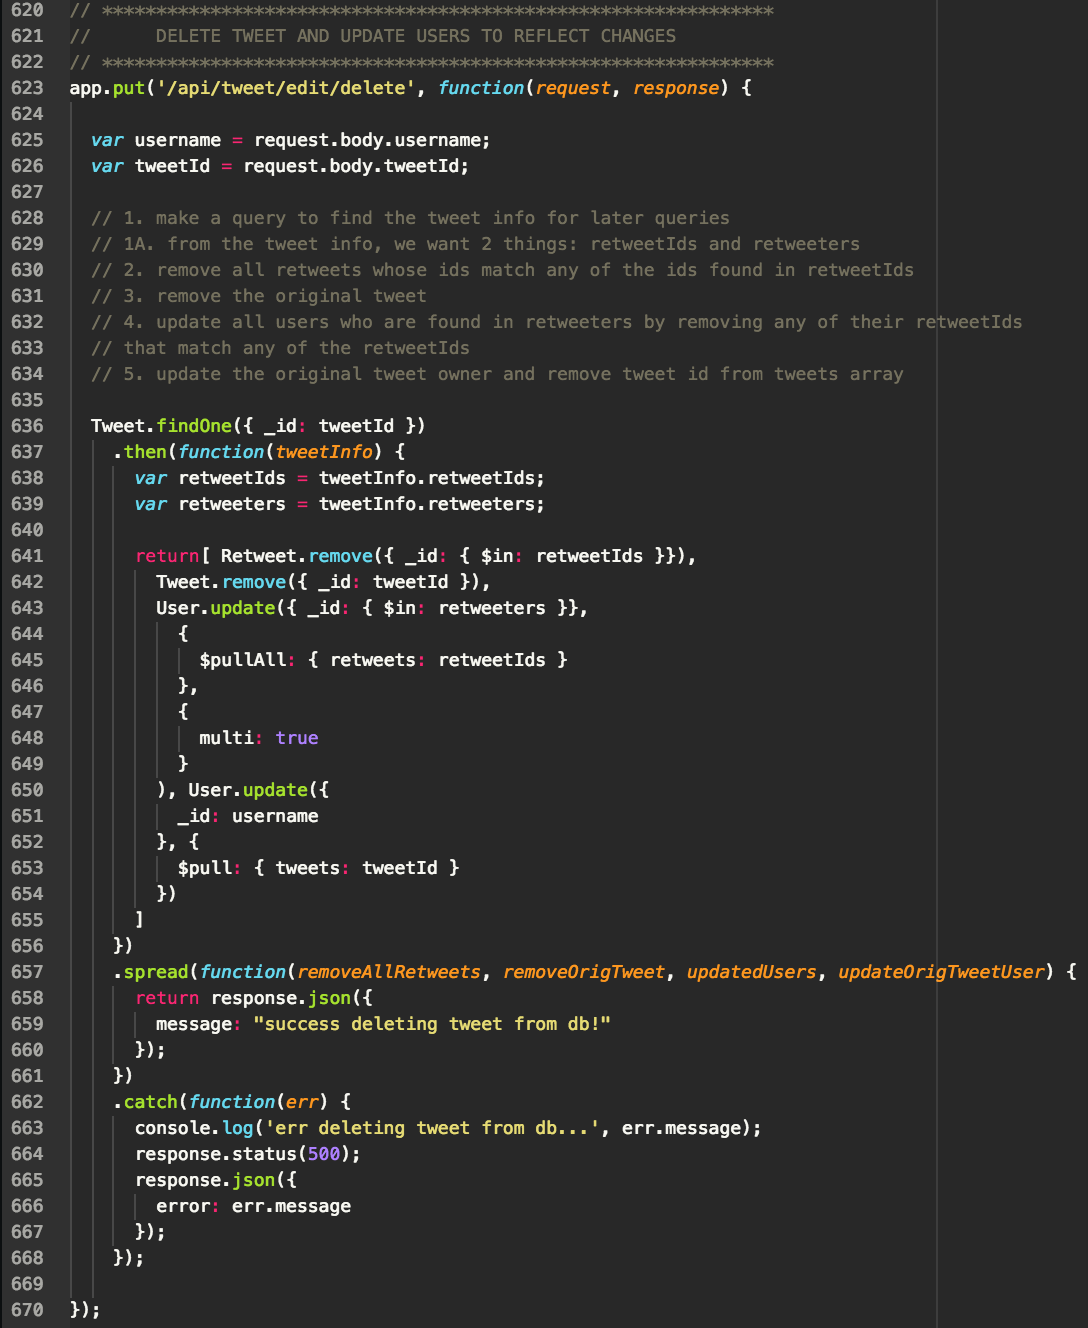 620 // **************************************************************
621 //      DELETE TWEET AND UPDATE USERS TO REFLECT CHANGES
622 // **************************************************************
623 app.put('/api/tweet/edit/delete', function(request, response) {
624
625   var username = request.body.username;
626   var tweetId = request.body.tweetId;
627
628   // 1. make a query to find the tweet info for later queries
629   // 1A. from the tweet info, we want 2 things: retweetIds and retweeters
630   // 2. remove all retweets whose ids match any of the ids found in retweetIds
631   // 3. remove the original tweet
632   // 4. update all users who are found in retweeters by removing any of their retweetIds
633   // that match any of the retweetIds
634   // 5. update the original tweet owner and remove tweet id from tweets array
635
636   Tweet.findOne({ _id: tweetId })
637     .then(function(tweetInfo) {
638       var retweetIds = tweetInfo.retweetIds;
639       var retweeters = tweetInfo.retweeters;
640
641       return[ Retweet.remove({ _id: { $in: retweetIds }}),
642         Tweet.remove({ _id: tweetId }),
643         User.update({ _id: { $in: retweeters }},
644           {
645             $pullAll: { retweets: retweetIds }
646           },
647           {
648             multi: true
649           }
650         ), User.update({
651           _id: username
652         }, {
653           $pull: { tweets: tweetId }
654         })
655       ]
656     })
657     .spread(function(removeAllRetweets, removeOrigTweet, updatedUsers, updateOrigTweetUser) {
658       return response.json({
659         message: "success deleting tweet from db!"
660       });
661     })
662     .catch(function(err) {
663       console.log('err deleting tweet from db...', err.message);
664       response.status(500);
665       response.json({
666         error: err.message
667       });
668     });
669
670 });